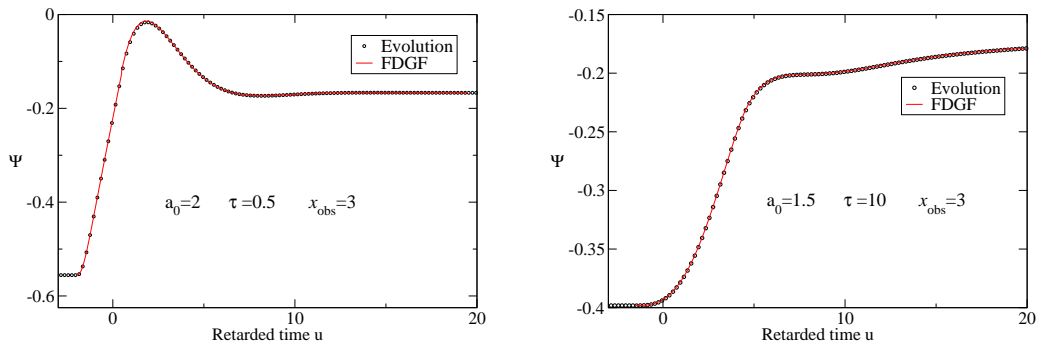 0
-0.2
-0.4
-0.6
Ψ
Evolution
FDGF
a0=2 τ =0.5 xobs=3
0 10 20
Retarded time u
-0.15
-0.2
-0.25
-0.3
-0.35
-0.4
Ψ
Evolution
FDGF
a0=1.5 τ =10 xobs=3
0 10 20
Retarded time u